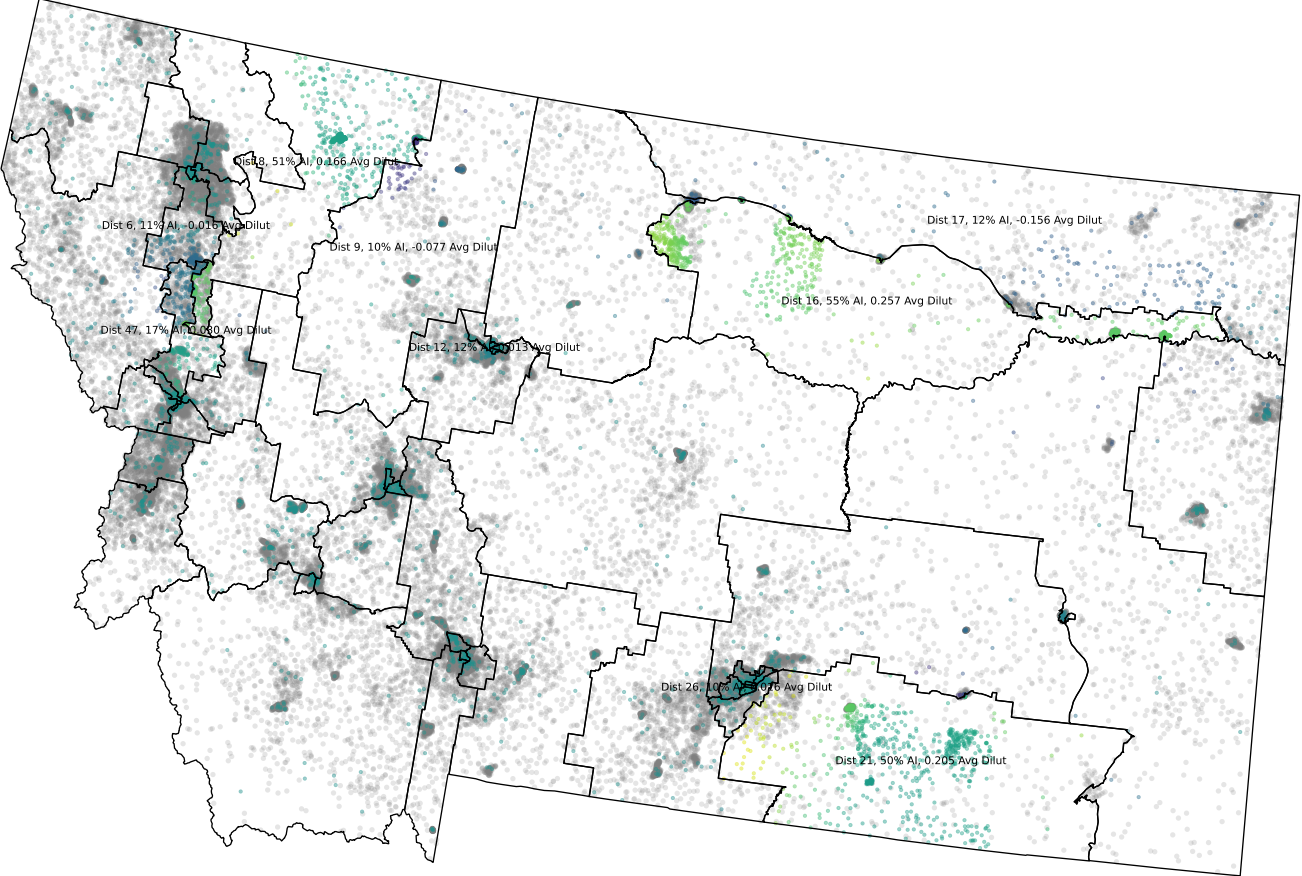 Dist 8, 51% AI, 0.166 Avg Dilut
Dist 17, 12% AI, -0.156 Avg Dilut
Dist 6, 11% AI, -0.016 Avg Dilut
Dist 9, 10% AI, -0.077 Avg Dilut
Dist 16, 55% AI, 0.257 Avg Dilut
Dist 47, 17% AI, 0.080 Avg Dilut
Dist 12, 12% AI, Avg Dilut
Dist 26, 10% AI, Avg Dilut
Dist 21, 50% AI, 0.205 Avg Dilut